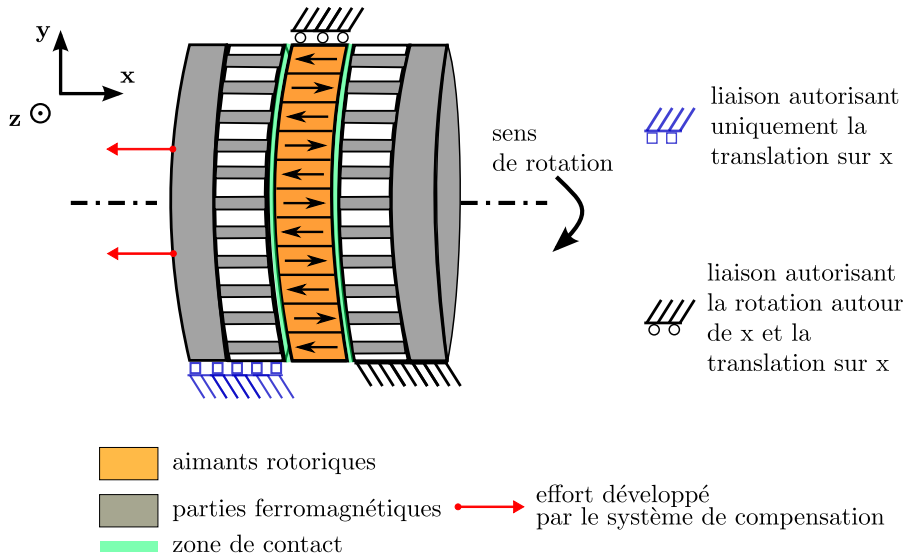 y
x
z
sens
de rotation
liaison autorisant
uniquement la
translation sur x
liaison autorisant
la rotation autour
de x et la
translation sur x
aimants rotoriques
parties ferromagnétiques
zone de contact
effort développé
par le système de compensation